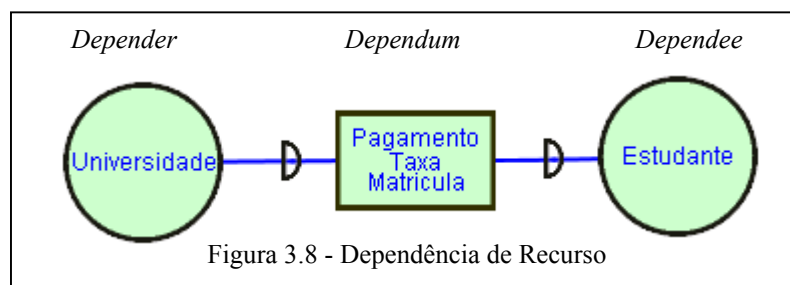 Depender Dependum Dependee
Universidade
Pagamento
Taxa
Matricula
Estudante
Figura 3.8 - Dependência de Recurso